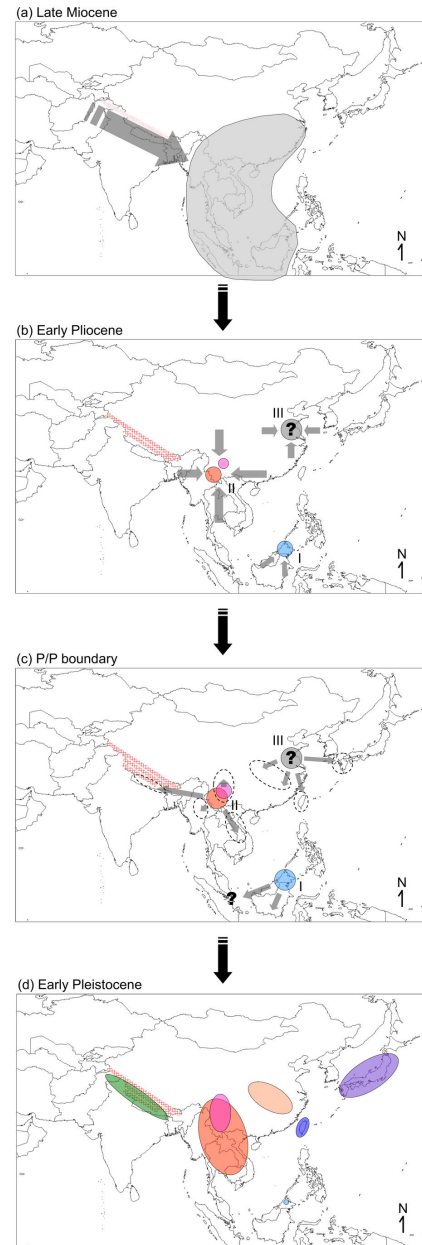 (a) Late Miocene
N
(b) Early Pliocene
III
?
II
I
N
(c) P/P boundary
III
?
II
I
?
N
(d) Early Pleistocene
N